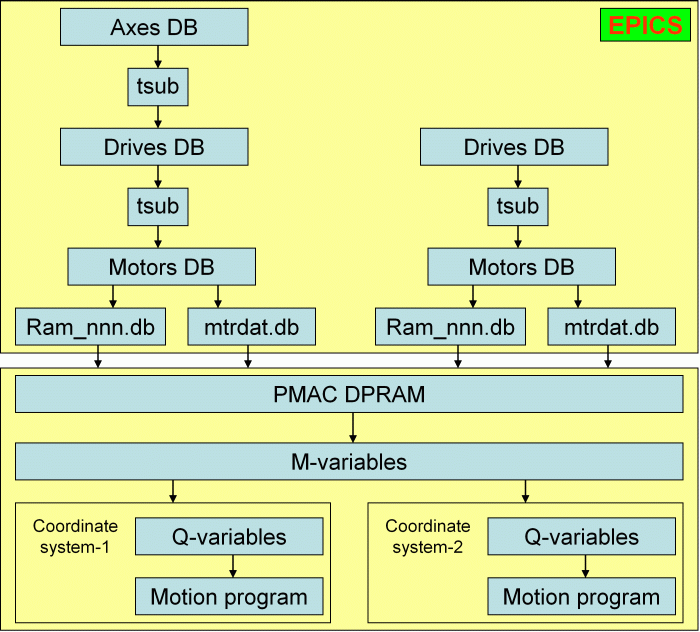 Axes DB
EPICS
tsub
Drives DB
Drives DB
tsub
tsub
Motors DB
Motors DB
Ram_nnn.db
mtrdat.db
Ram_nnn.db
mtrdat.db
PMAC DPRAM
M-variables
Coordinate
system-1
Q-variables
Motion program
Coordinate
system-2
Q-variables
Motion program